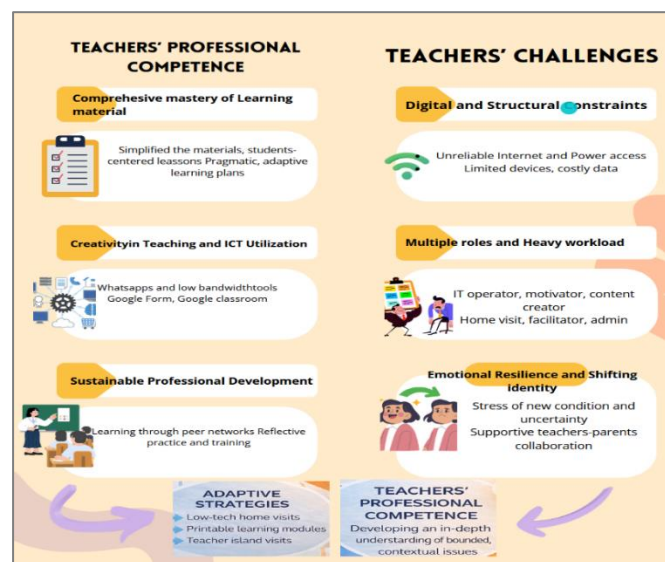 TEACHERS' PROFESSIONAL
COMPETENCE
Comprehesive mastery of Learning
material
Simplified the materials, students-
centered leassons Pragmatic, adaptive
learning plans
Creativityin Teaching and ICT Utilization
Whatsapps and low bandwidthtools
Google Form, Google classroom
Sustainable Professional Development
Learning through peer networks Reflective
practice and training
TEACHERS' CHALLENGES
Digital and Structural Constraints
Unreliable Internet and Power access
Limited devices, costly data
Multiple roles and Heavy workload
IT operator, motivator, content
creator
Home visit, facilitator, admin
Emotional Resilience and Shifting
identity
Stress of new condition and
uncertainty
Supportive teachers-parents
collaboration
ADAPTIVE
STRATEGIES
Low-tech home visits
Printable learning modules
Teacher island visits
TEACHERS'
PROFESSIONAL
COMPETENCE
Developing an in-depth
understanding of bounded,
contextual issues